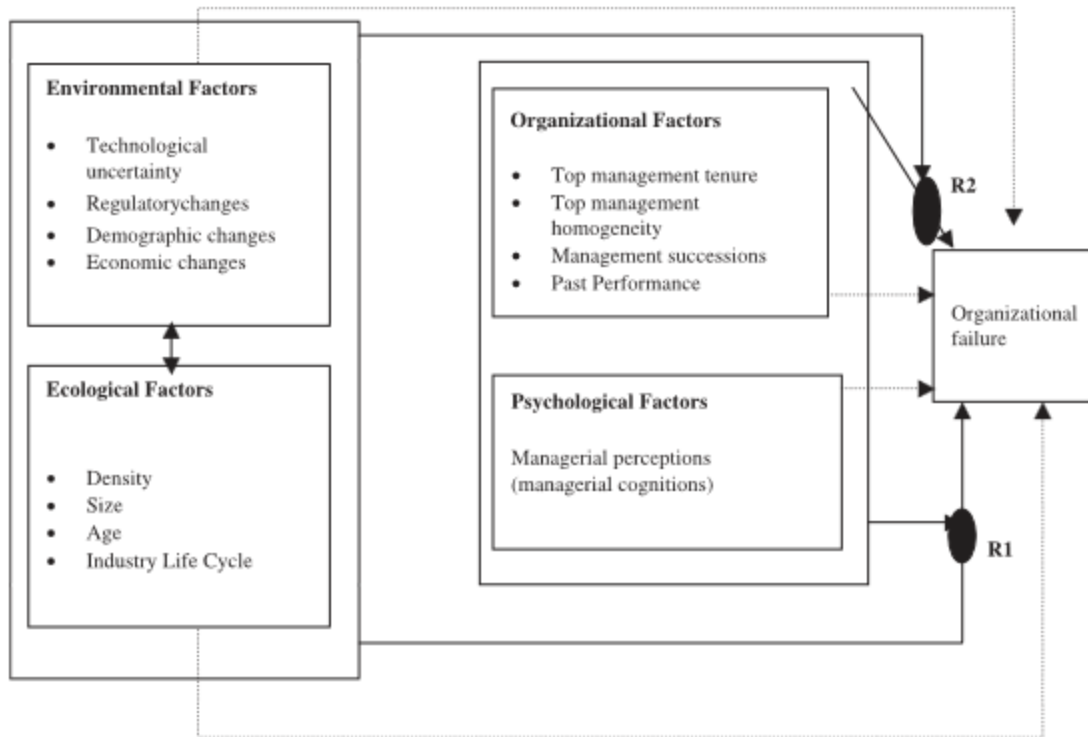 Environmental Factors
• Technological
uncertainty
• Regulatorychanges
• Demographic changes
• Economic changes
Ecological Factors
• Density
• Size
• Age
• Industry Life Cycle
Organizational Factors
• Top management tenure
• Top management
homogeneity
• Management successions
• Past Performance
Psychological Factors
Managerial perceptions
(managerial cognitions)
R2
Organizational
failure
R1